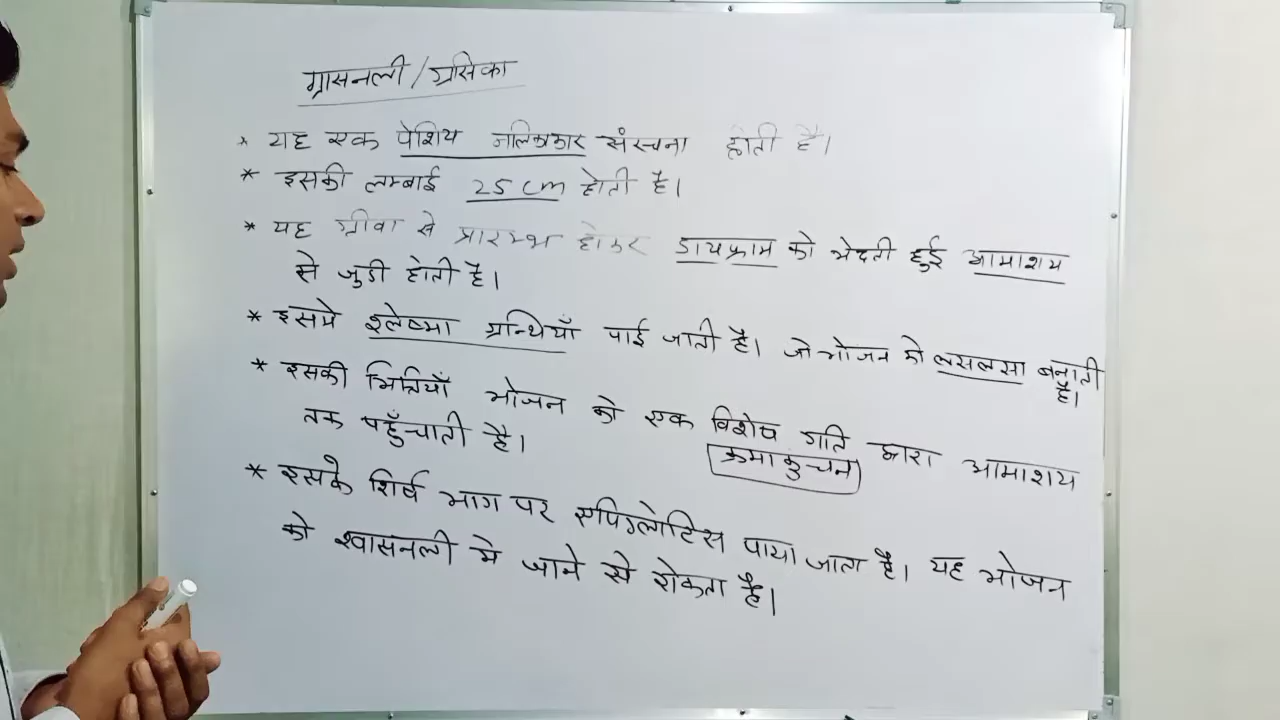 ग्रासनली/ग्रसिका
* यह एक पेशिय नलिकाकार संरचना होती है।
* इसकी लम्बाई 25 cm होती है।
* यह ग्रीवा से प्रारम्भ होकर डायफ्राम को भेदती हुई आमाशय
से जुडी होती है।
* इसमे श्लेष्मा ग्रन्थियाँ पाई जाती है। जो भोजन को लसलसा बनाती
है।
* इसकी भित्तियाँ भोजन को एक विशेष गति द्वारा आमाशय
(क्रमाकुचन)
तक पहुँचाती है।
* इसके शिर्ष भाग पर एपिग्लोटिस पाया जाता है। यह भोजन
को श्वासनली मे जाने से रोकता है।